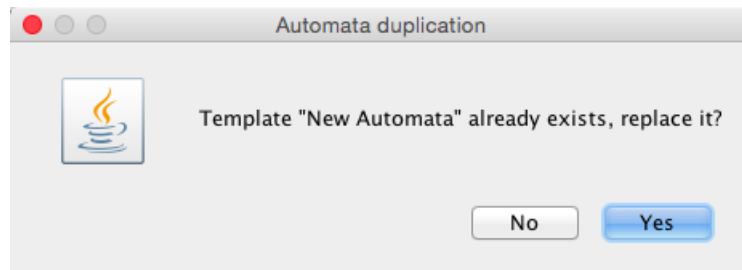 Automata duplication
Template "New Automata" already exists, replace it?
No
Yes